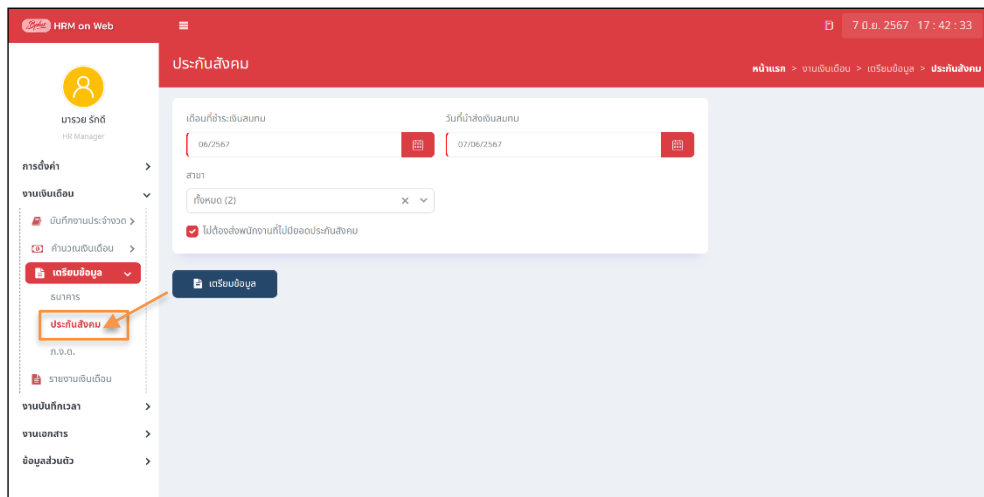 HRM on Web
7 มิ.ย. 2567 17 : 42 : 33
ประกันสังคม
หน้าแรก > งานเงินเดือน > เตรียมข้อมูล > ประกันสังคม
มารวย รักดี
HR Manager
การตั้งค่า
งานเงินเดือน
บันทึกงานประจำงวด
คำนวณเงินเดือน
เตรียมข้อมูล
ธนาคาร
ประกันสังคม
ภ.ง.ด.
รายงานเงินเดือน
งานบันทึกเวลา
งานเอกสาร
ข้อมูลส่วนตัว
เดือนที่ชำระเงินสมทบ
วันที่นำส่งเงินสมทบ
06/2567
07/06/2567
สาขา
ทั้งหมด (2)
ไม่ต้องส่งพนักงานที่ไม่มียอดประกันสังคม
เตรียมข้อมูล